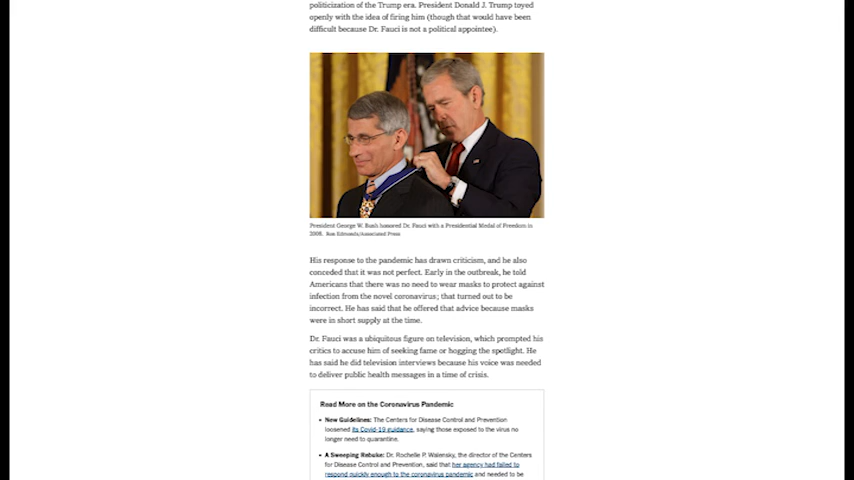 politicization of the Trump era. President Donald J. Trump toyed
openly with the idea of firing him (though that would have been
difficult because Dr. Fauci is not a political appointee).
President George W. Bush honored Dr. Fauci with a Presidential Medal of Freedom in
2008. Ron Edmonds/Associated Press
His response to the pandemic has drawn criticism, and he also
conceded that it was not perfect. Early in the outbreak, he told
Americans that there was no need to wear masks to protect against
infection from the novel coronavirus; that turned out to be
incorrect. He has said that he offered that advice because masks
were in short supply at the time.
Dr. Fauci was a ubiquitous figure on television, which prompted his
critics to accuse him of seeking fame or hogging the spotlight. He
has said he did television interviews because his voice was needed
to deliver public health messages in a time of crisis.
Read More on the Coronavirus Pandemic
• New Guidelines: The Centers for Disease Control and Prevention
loosened its Covid-19 guidance, saying those exposed to the virus no
longer need to quarantine.
• A Sweeping Rebuke: Dr. Rochelle P. Walensky, the director of the Centers
for Disease Control and Prevention, said that her agency had failed to
respond quickly enough to the coronavirus pandemic and needed to be